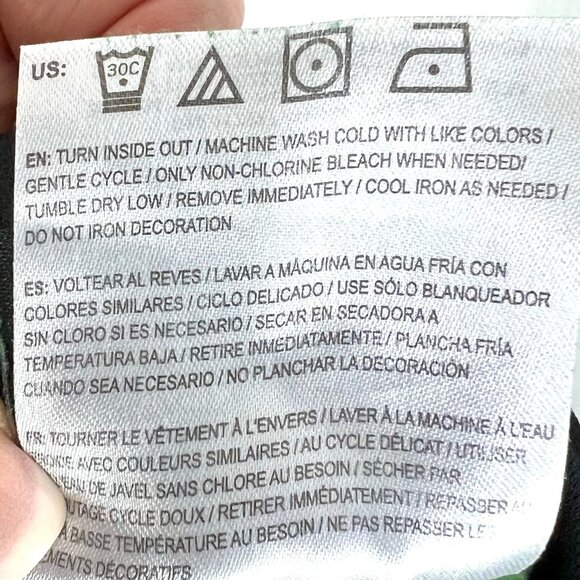 US: 30C
EN: TURN INSIDE OUT / MACHINE WASH COLD WITH LIKE COLORS /
GENTLE CYCLE / ONLY NON-CHLORINE BLEACH WHEN NEEDED/
TUMBLE DRY LOW / REMOVE IMMEDIATELY / COOL IRON AS NEEDED /
DO NOT IRON DECORATION
ES: VOLTEAR AL REVES / LAVAR A MÁQUINA EN AGUA FRÍA CON
COLORES SIMILARES / CICLO DELICADO / USE SÓLO BLANQUEADOR
SIN CLORO SI ES NECESARIO / SECAR EN SECADORA A
TEMPERATURA BAJA / RETIRE INMEDIATAMENTE / PLANCHA FRÍA
CUANDO SEA NECESARIO / NO PLANCHAR LA DECORACIÓN
FR: TOURNER LE VÊTEMENT À L'ENVERS / LAVER À LA MACHINE À L'EAU
AVEC COULEURS SIMILAIRES / AU CYCLE DÉLICAT / UTILISER
DE JAVEL SANS CHLORE AU BESOIN / SÉCHER PAR
CYCLE DOUX / RETIRER IMMÉDIATEMENT / REPASSER
À BASSE TEMPÉRATURE AU BESOIN / NE PAS REPASSER
DÉCORATIFS